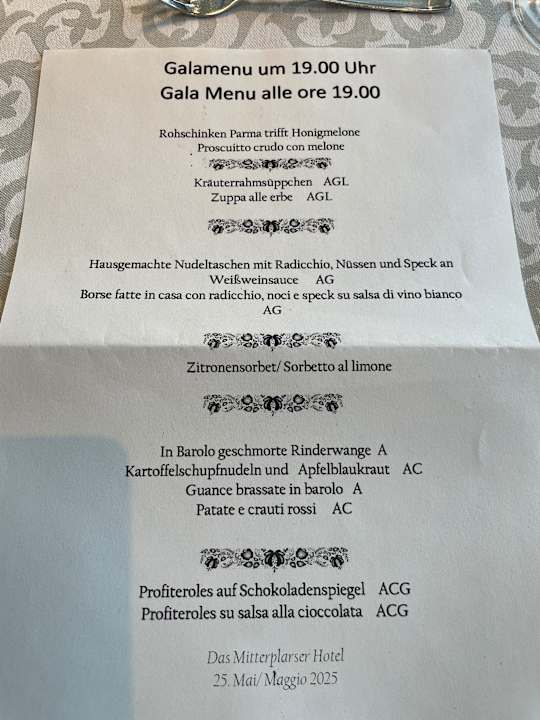 Galamenu um 19.00 Uhr
Gala Menu alle ore 19.00
Rohschinken Parma trifft Honigmelone
Proscuitto crudo con melone
Kräuterrahmsüppchen AGL
Zuppa alle erbe AGL
Hausgemachte Nudeltaschen mit Radicchio, Nüssen und Speck an
Weißweinsauce AG
Borse fatte in casa con radicchio, noci e speck su salsa di vino bianco
AG
Zitronensorbet/ Sorbetto al limone
In Barolo geschmorte Rinderwange A
Kartoffelschupfnudeln und Apfelblaukraut AC
Guance brassate in barolo A
Patate e crauti rossi AC
Profiteroles auf Schokoladenspiegel ACG
Profiteroles su salsa alla cioccolata ACG
Das Mitterplarser Hotel
25. Mai/ Maggio 2025